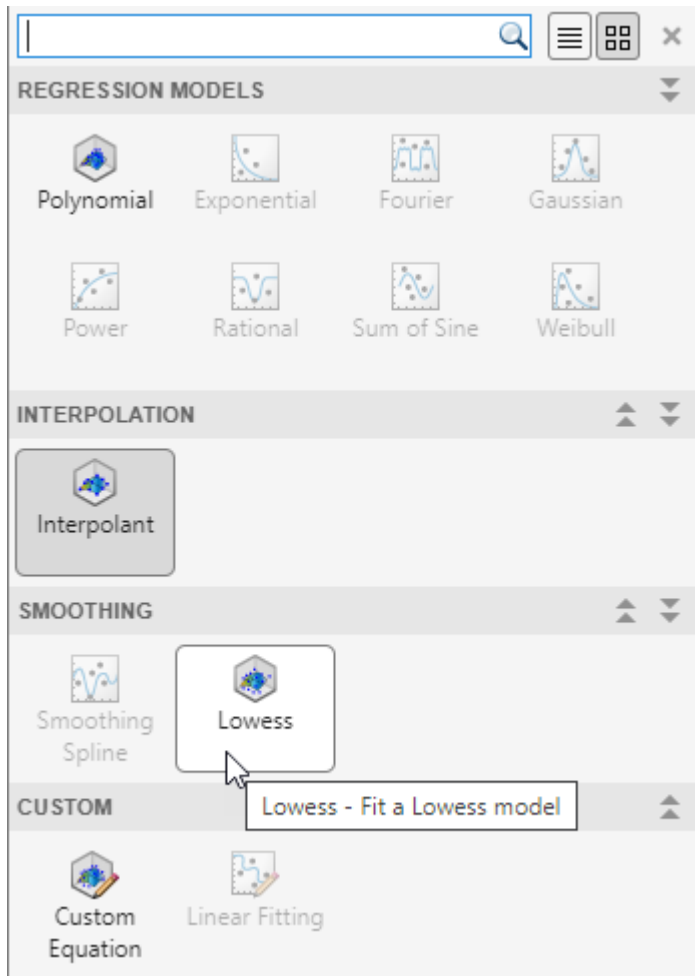 REGRESSION MODELS
Polynomial Exponential Fourier Gaussian
Power Rational Sum of Sine Weibull
INTERPOLATION
Interpolant
SMOOTHING
Smoothing Spline
Lowess
Lowess - Fit a Lowess model
CUSTOM
Custom Equation
Linear Fitting